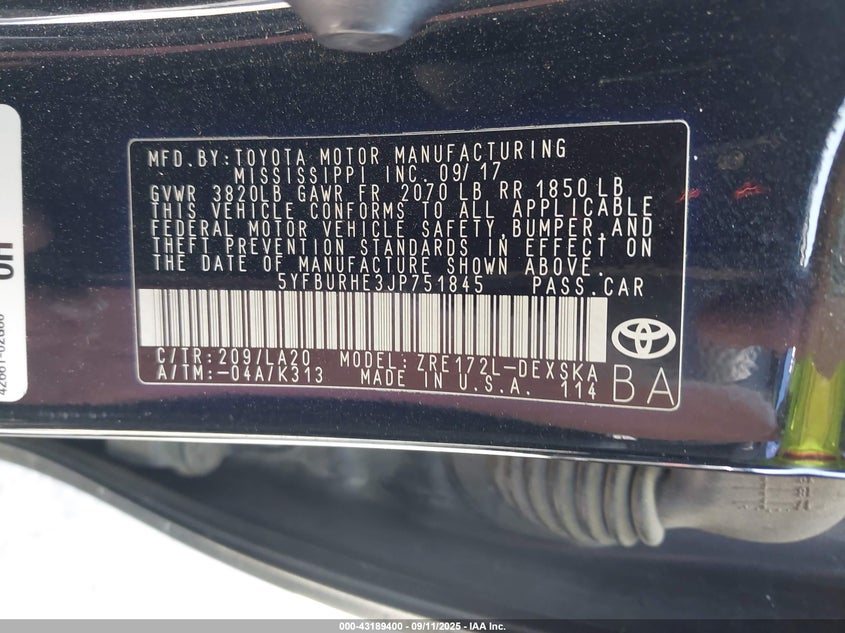 MFD.BY:TOYOTA MOTOR MANUFACTURING
MISSISSIPPI INC. 09/17
GVWR 3820LB GAWR FR 2070 LB RR 1850 LB
THIS VEHICLE CONFORMS TO ALL APPLICABLE
FEDERAL MOTOR VEHICLE SAFETY,BUMPER,AND
THEFT PREVENTION STANDARDS IN EFFECT ON
THE DATE OF MANUFACTURE SHOWN ABOVE.
5YFBURHE3JP751845 PASS.CAR
C/TR:209/LA20 MODEL:ZRE172L-DEXSKA
A/TM:-04A7K313 MADE IN U.S.A. 114 BA
000-43189400 - 09/11/2025 - IAA Inc.